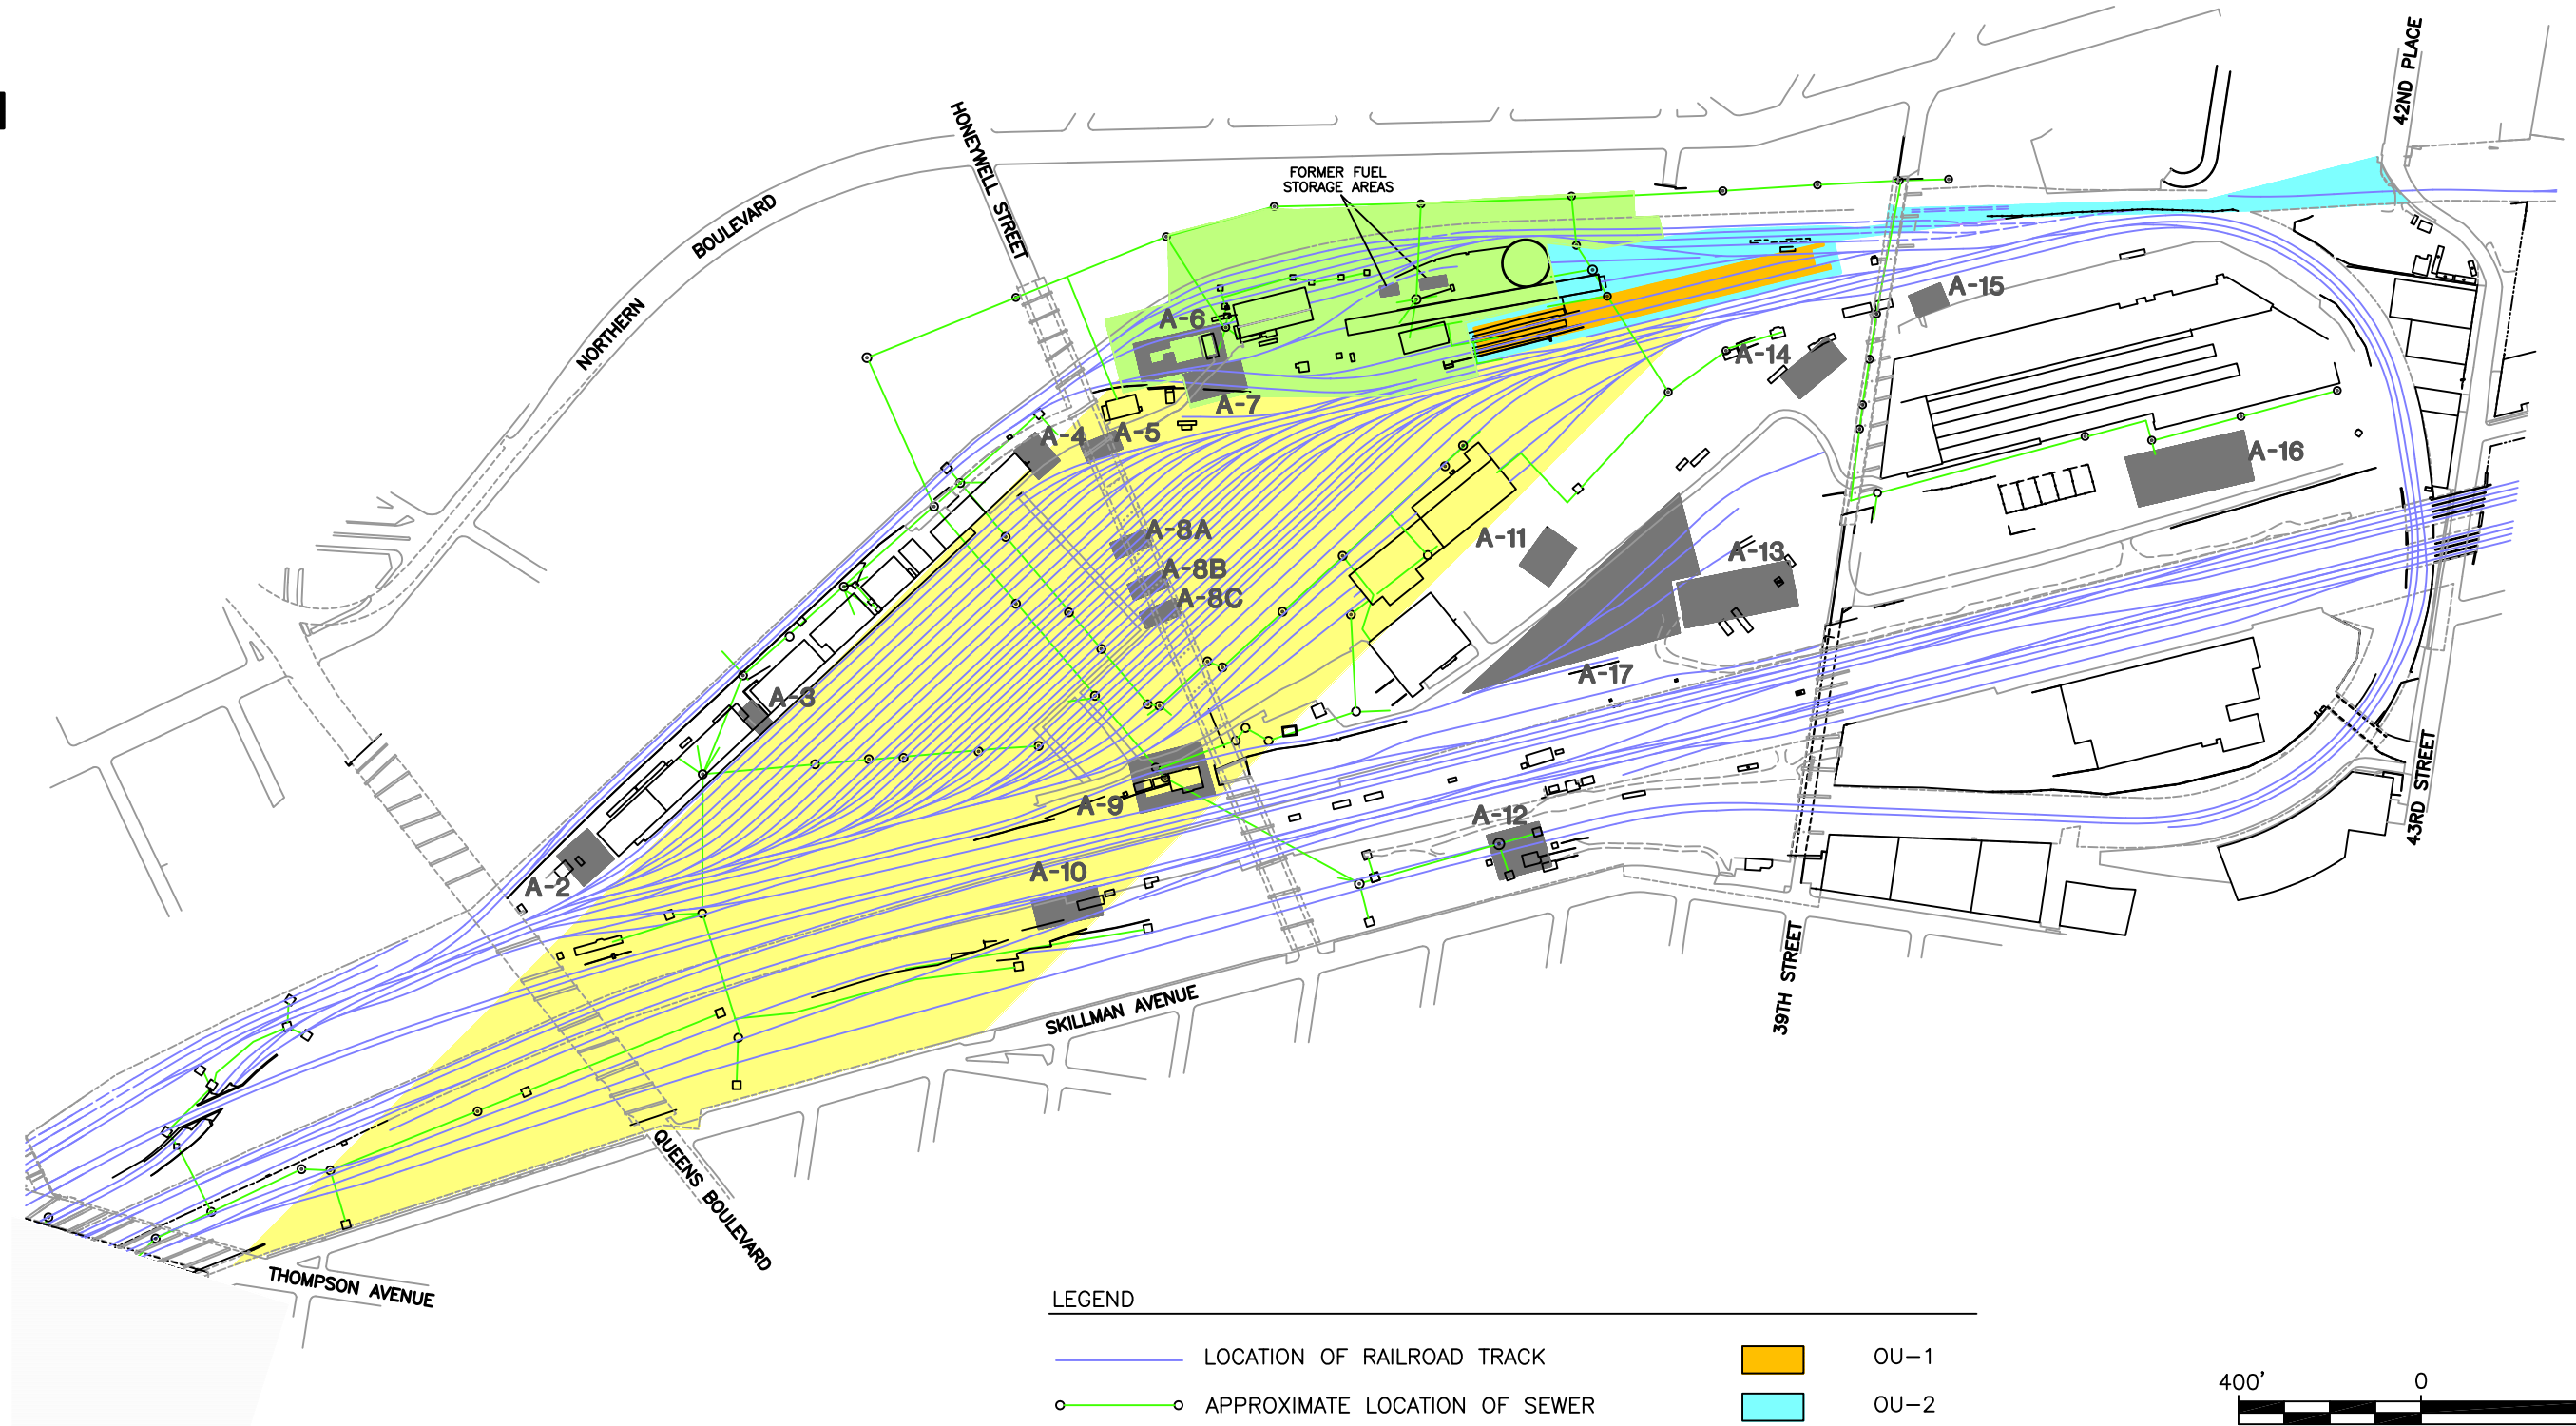 42ND PLACE
HONEYWELL STREET
FORMER FUEL
STORAGE AREAS
NORTHERN BOULEVARD
A-15
A-6
A-14
A-7
A-4
A-5
A-16
A-8A
A-11
A-13
A-8B
A-8C
A-17
A-3
43RD STREET
A-9
A-12
A-10
A-2
39TH STREET
SKILLMAN AVENUE
QUEENS BOULEVARD
THOMPSON AVENUE
LEGEND
LOCATION OF RAILROAD TRACK
OU-1
APPROXIMATE LOCATION OF SEWER
OU-2
400' 0